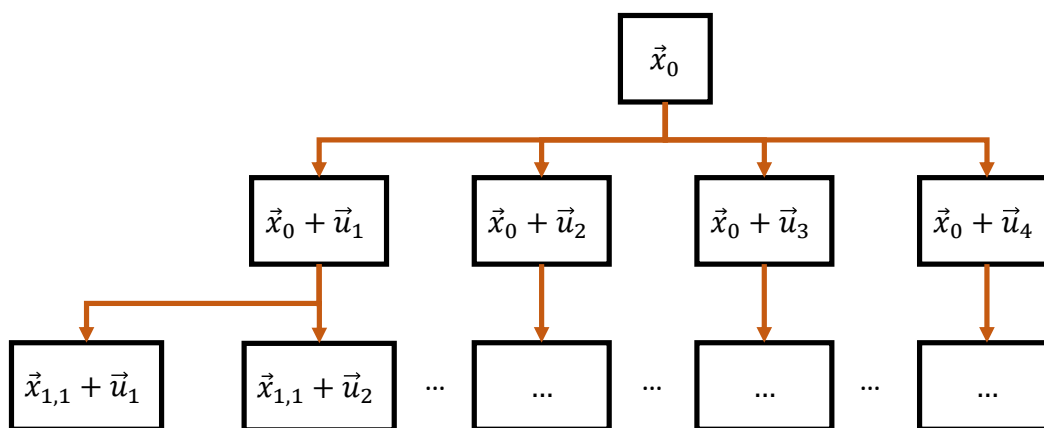 x⃗₀
x⃗₀ + u⃗₁
x⃗₀ + u⃗₂
x⃗₀ + u⃗₃
x⃗₀ + u⃗₄
x⃗₁,₁ + u⃗₁
x⃗₁,₁ + u⃗₂
...
...
...
...
...
...